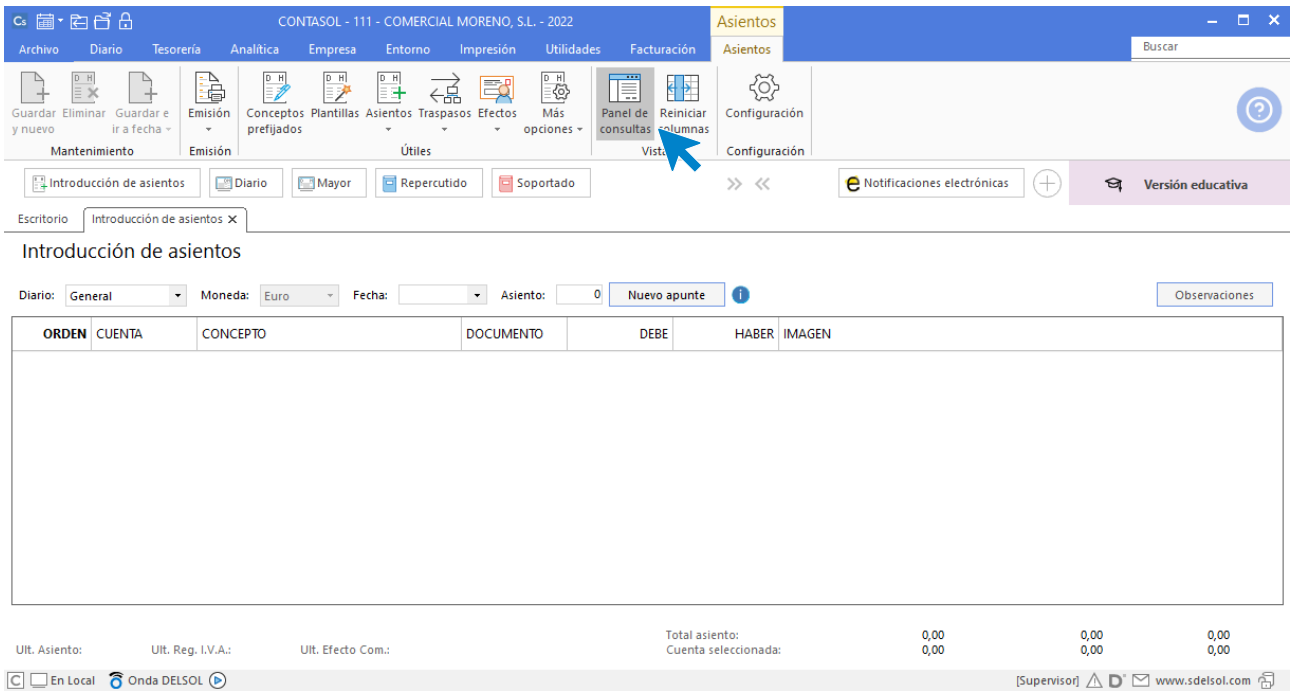 Cs CONTASOL - 111 - COMERCIAL MORENO, S.L. - 2022 Asientos
Archivo Diario Tesorería Analítica Empresa Entorno Impresión Utilidades Facturación Asientos Buscar
D H D H D H D H D H
Guardar Eliminar Guardar e Emisión Conceptos Plantillas Asientos Traspasos Efectos Más Panel de Reiniciar Configuración
y nuevo ir a fecha prefijados opciones consultas columnas
Mantenimiento Emisión Útiles Configuración
Introducción de asientos Diario Mayor Repercutido Soportado Notificaciones electrónicas Versión educativa
Escritorio Introducción de asientos X
Introducción de asientos
Diario: General Moneda: Euro Fecha: Asiento: 0 Nuevo apunte i Observaciones
ORDEN CUENTA CONCEPTO DOCUMENTO DEBE HABER IMAGEN
Total asiento: 0,00 0,00 0,00
Ult. Asiento: Ult. Reg. I.V.A.: Ult. Efecto Com.: Cuenta seleccionada: 0,00 0,00 0,00
C En Local Onda DELSOL [Supervisor] D www.sdelsol.com